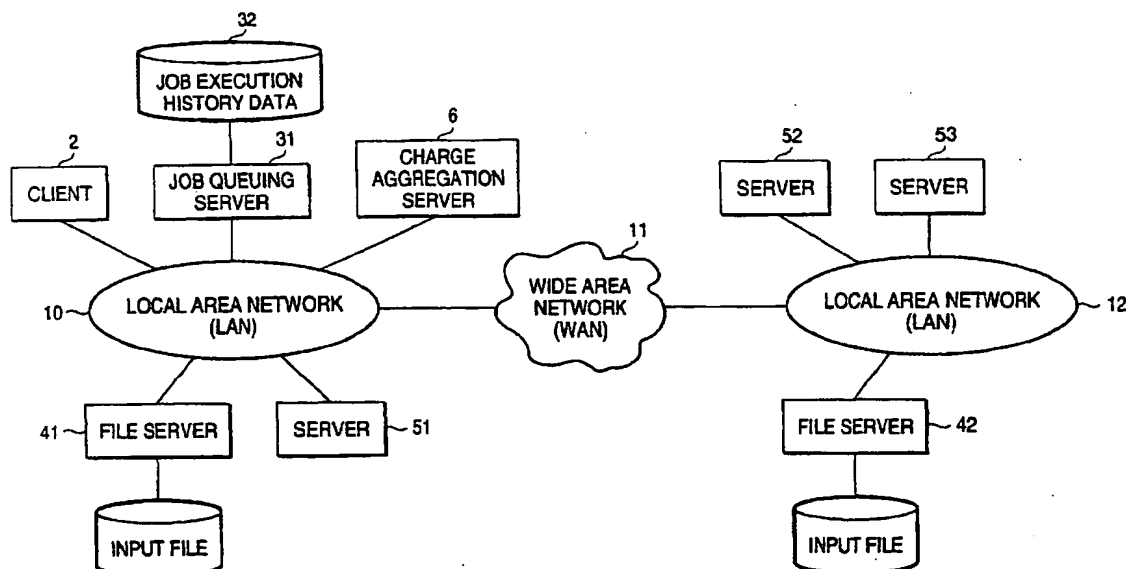 32
JOB EXECUTION
HISTORY DATA
2
CLIENT
31
JOB QUEUING
SERVER
6
CHARGE
AGGREGATION
SERVER
52
SERVER
53
SERVER
10
LOCAL AREA NETWORK
(LAN)
11
WIDE AREA
NETWORK
(WAN)
LOCAL AREA NETWORK
(LAN)
12
41
FILE SERVER
SERVER
51
FILE SERVER
42
INPUT FILE
INPUT FILE